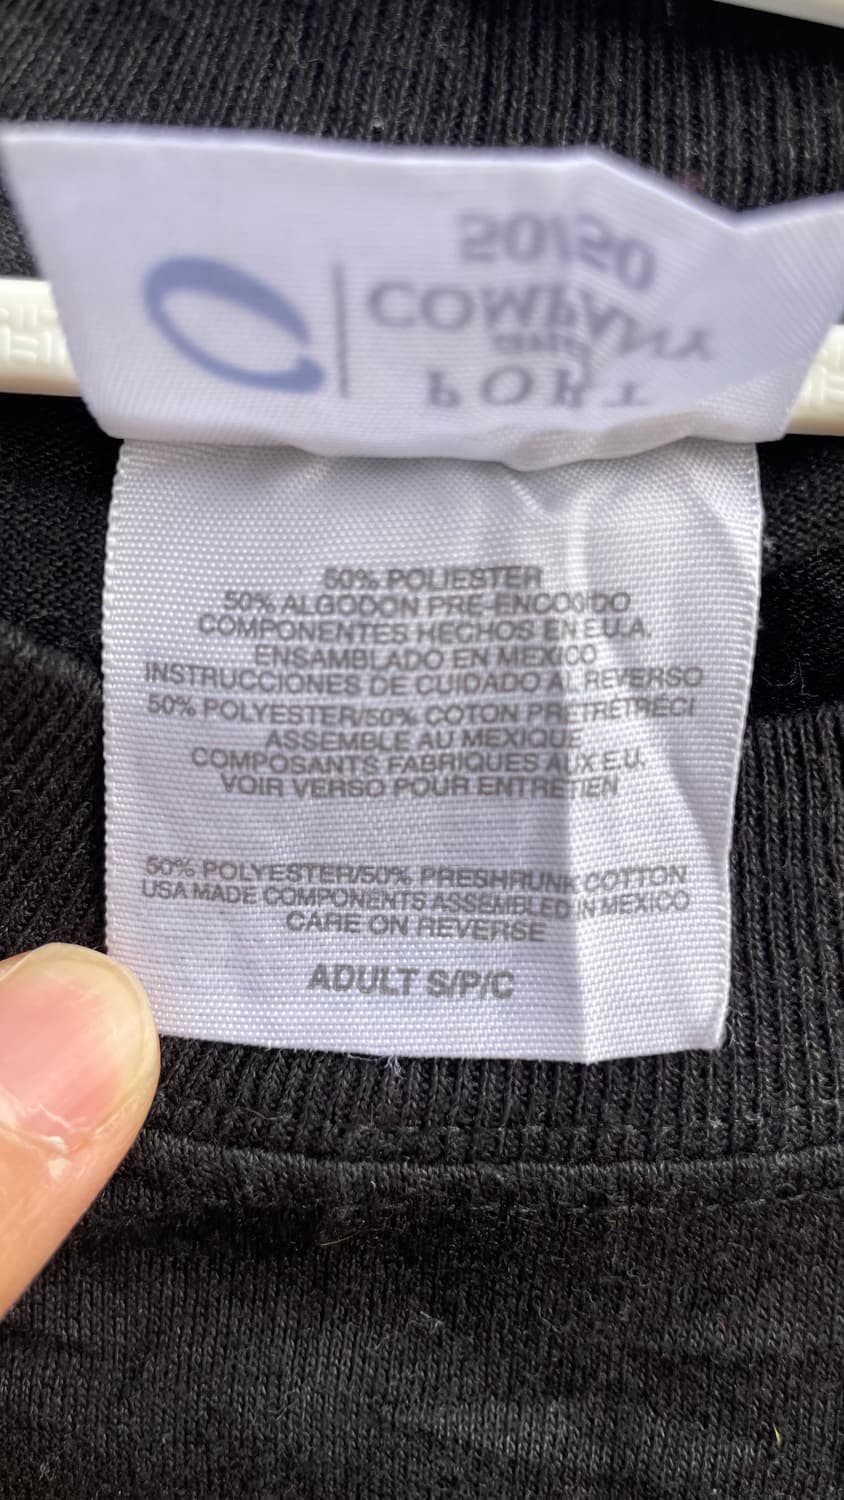 PORT
COMPANY
50/50
50% POLIESTER
50% ALGODON PRE-ENCOGIDO
COMPONENTES HECHOS EN E.U.A.
ENSAMBLADO EN MEXICO
INSTRUCCIONES DE CUIDADO AL REVERSO
50% POLYESTER/50% COTON PRETRETRECI
ASSEMBLE AU MEXIQUE
COMPOSANTS FABRIQUES AUX E.U.
VOIR VERSO POUR ENTRETIEN
50% POLYESTER/50% PRESHRUNK COTTON
USA MADE COMPONENTS ASSEMBLED IN MEXICO
CARE ON REVERSE
ADULT S/P/C